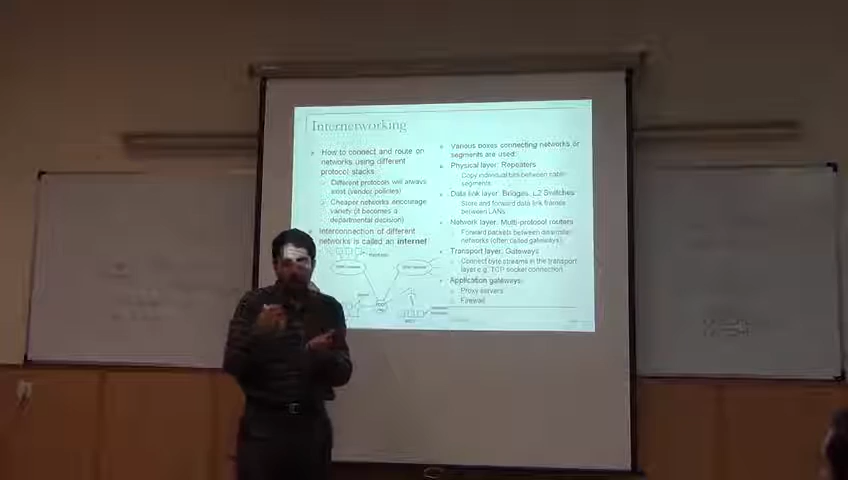 Internetworking
How to connect and route on
networks using different
protocol stacks
Different protocols will always
exist (vendor policies)
Cheaper networks encourage
variety (it becomes a
departmental decision)
Interconnection of different
networks is called an internet
Various boxes connecting networks or
segments are used:
Physical layer: Repeaters
Copy individual bits between cable
segments
Data link layer: Bridges, L2 Switches
Store and forward data link frames
between LANs
Network layer: Multi-protocol routers
Forward packets between dissimilar
networks (often called gateways)
Transport layer: Gateways
Connect byte streams in the transport
layer e.g. TCP socket connection
Application gateways:
Proxy servers
Firewall